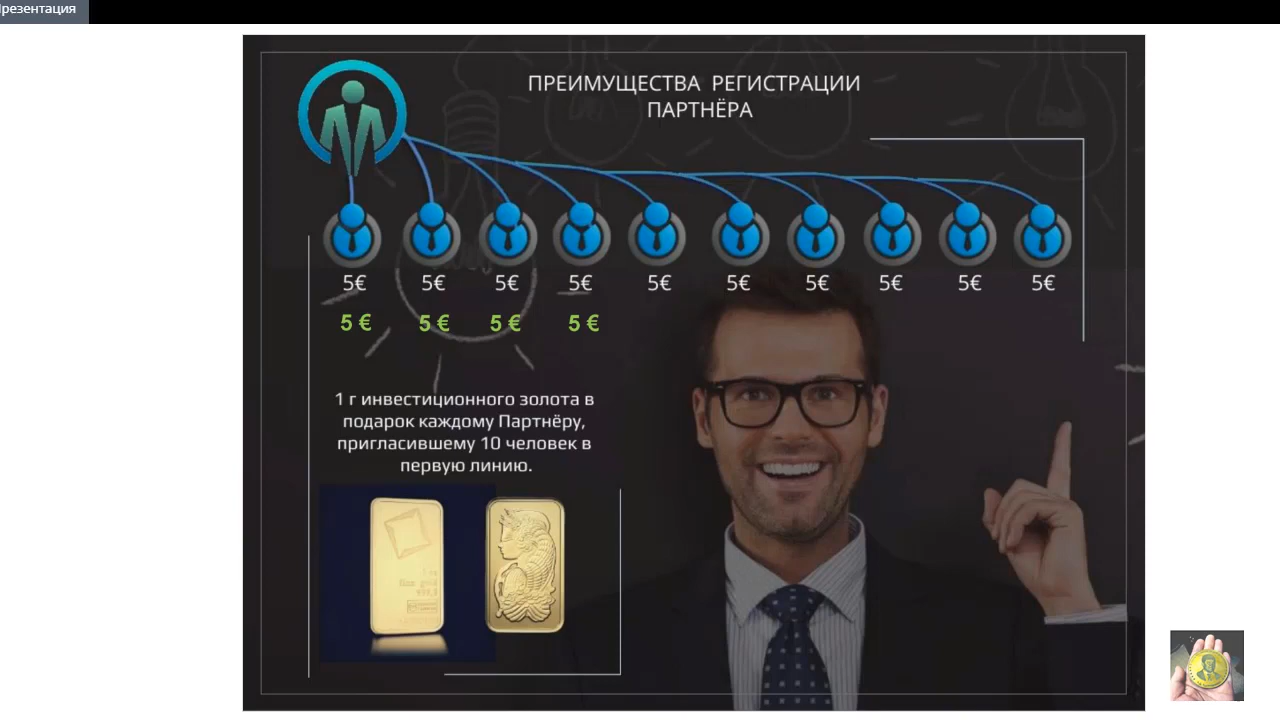 Презентация
ПРЕИМУЩЕСТВА РЕГИСТРАЦИИ
ПАРТНЁРА
5€ 5€ 5€ 5€ 5€ 5€ 5€ 5€ 5€ 5€
5 € 5 € 5 € 5 €
1 г инвестиционного золота в
подарок каждому Партнёру,
пригласившему 10 человек в
первую линию.